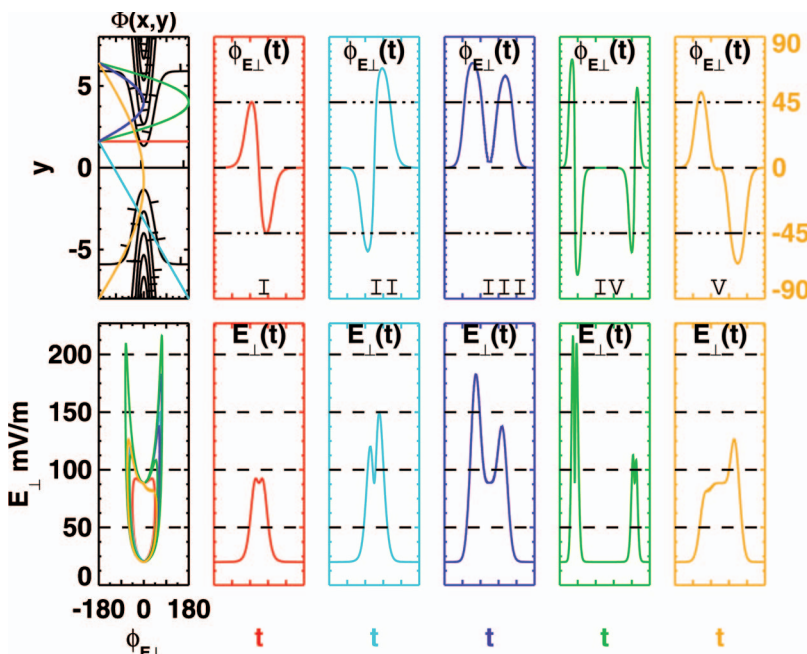 Φ(x,y)
ϕE⊥(t) ϕE⊥(t) ϕE⊥(t) ϕE⊥(t) ϕE⊥(t)
90
5
45
y
0
0
-5
-45
-90
I II III IV V
E⊥(t) E⊥(t) E⊥(t) E⊥(t) E⊥(t)
200
150
E⊥ mV/m
100
50
0
-180 0 180
ϕE⊥ t t t t t